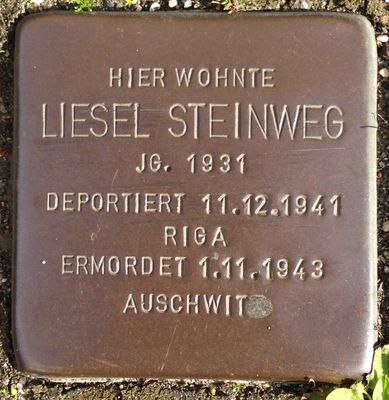 HIER WOHNTE
LIESEL STEINWEG
JG. 1931
DEPORTIERT 11.12.1941
RIGA
ERMORDET 1.11.1943
AUSCHWIT